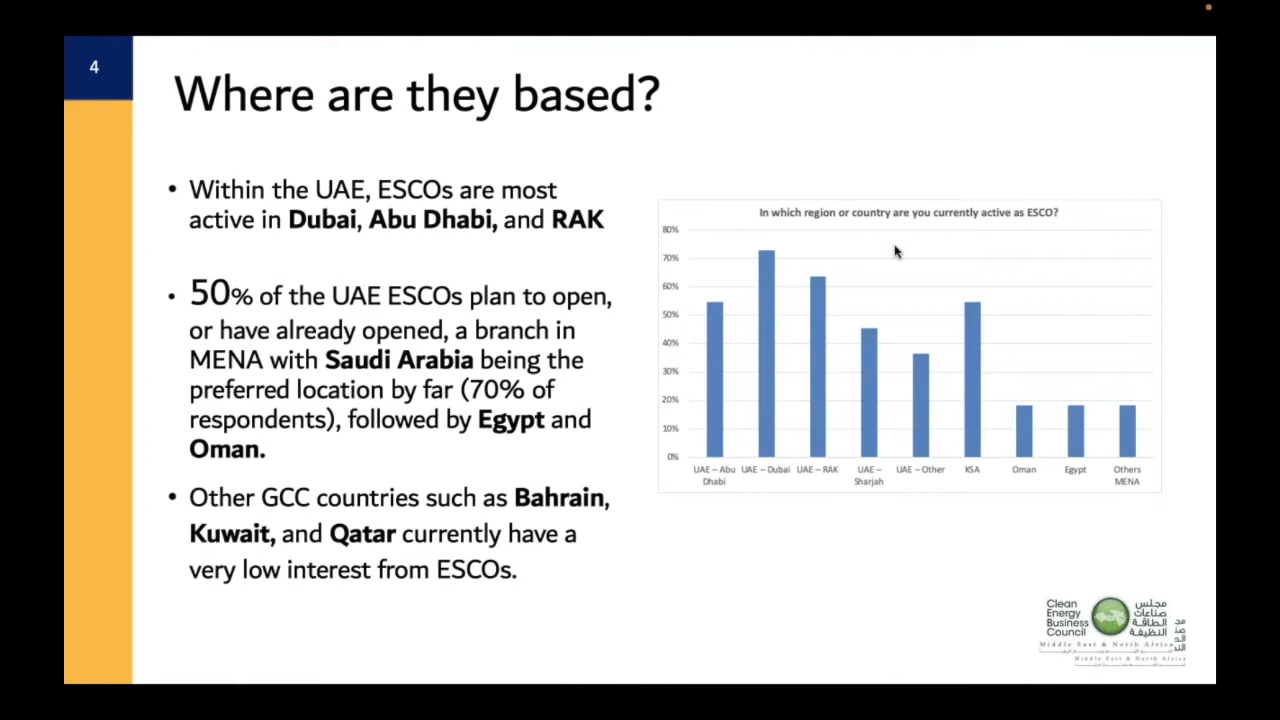 4
Where are they based?
• Within the UAE, ESCOs are most
active in Dubai, Abu Dhabi, and RAK
• 50% of the UAE ESCOs plan to open,
or have already opened, a branch in
MENA with Saudi Arabia being the
preferred location by far (70% of
respondents), followed by Egypt and
Oman.
• Other GCC countries such as Bahrain,
Kuwait, and Qatar currently have a
very low interest from ESCOs.
In which region or country are you currently active as ESCO?
80%
70%
60%
50%
40%
30%
20%
10%
0%
UAE – Abu Dhabi
UAE – Dubai
UAE – RAK
UAE – Sharjah
UAE – Other
KSA
Oman
Egypt
Others MENA
Clean
Energy
Business
Council
مجلس
صناعات
الطاقة
النظيفة
Middle East & North Africa
Middle East & North Africa